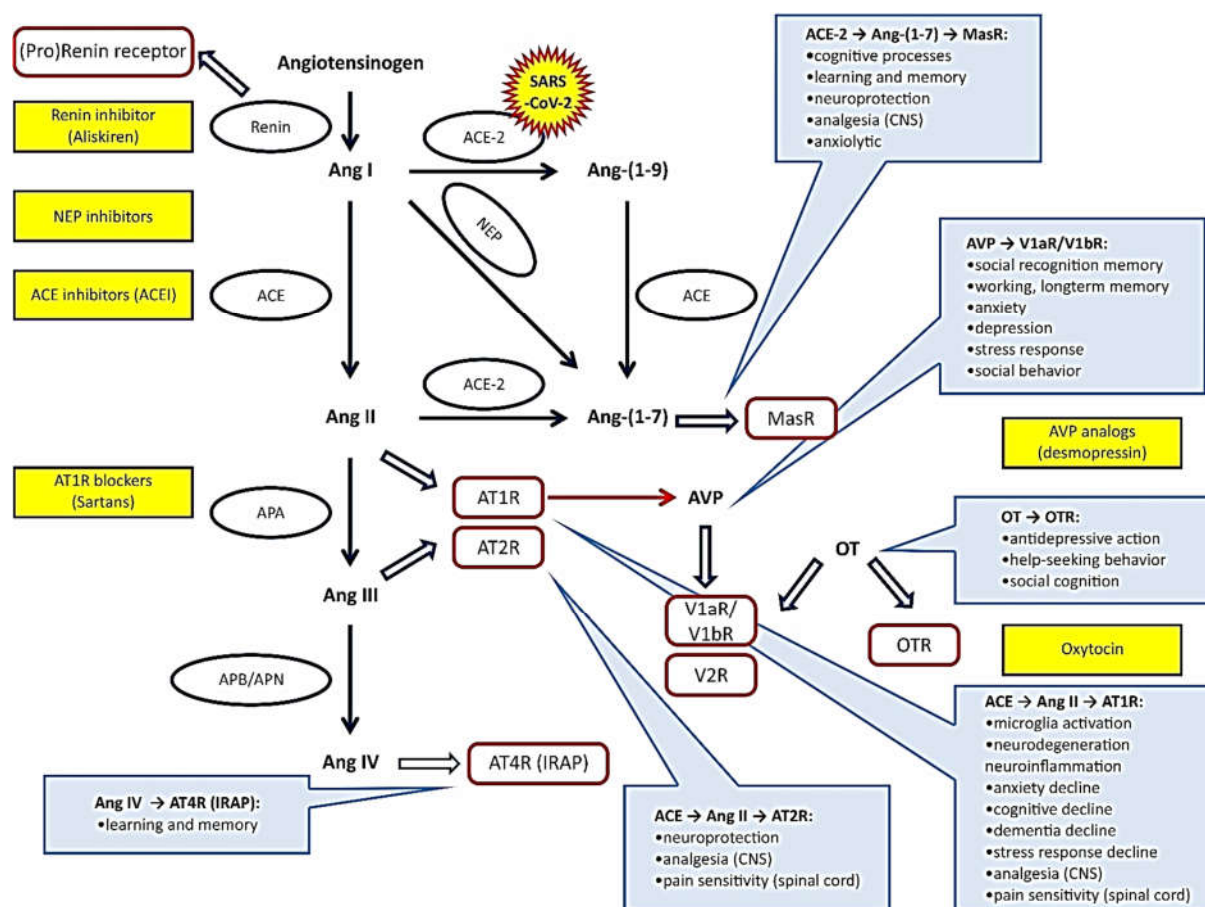 (Pro)Renin receptor
Angiotensinogen
SARS
-CoV-2
ACE-2 → Ang-(1-7) → MasR:
•cognitive processes
•learning and memory
•neuroprotection
•analgesia (CNS)
•anxiolytic
Renin inhibitor
(Aliskiren)
Renin
ACE-2
Ang I
Ang-(1-9)
NEP inhibitors
NEP
AVP → V1aR/V1bR:
•social recognition memory
•working, longterm memory
•anxiety
•depression
•stress response
•social behavior
ACE inhibitors (ACEI)
ACE
ACE
ACE-2
Ang II
Ang-(1-7)
MasR
AVP analogs
(desmopressin)
AT1R blockers
(Sartans)
APA
AT1R
AVP
AT2R
OT
OT → OTR:
•antidepressive action
•help-seeking behavior
•social cognition
Ang III
V1aR/
V1bR
V2R
OTR
Oxytocin
APB/APN
Ang IV
AT4R (IRAP)
Ang IV → AT4R (IRAP):
•learning and memory
ACE → Ang II → AT2R:
•neuroprotection
•analgesia (CNS)
•pain sensitivity (spinal cord)
ACE → Ang II → AT1R:
•microglia activation
•neurodegeneration
neuroinflammation
•anxiety decline
•cognitive decline
•dementia decline
•stress response decline
•analgesia (CNS)
•pain sensitivity (spinal cord)